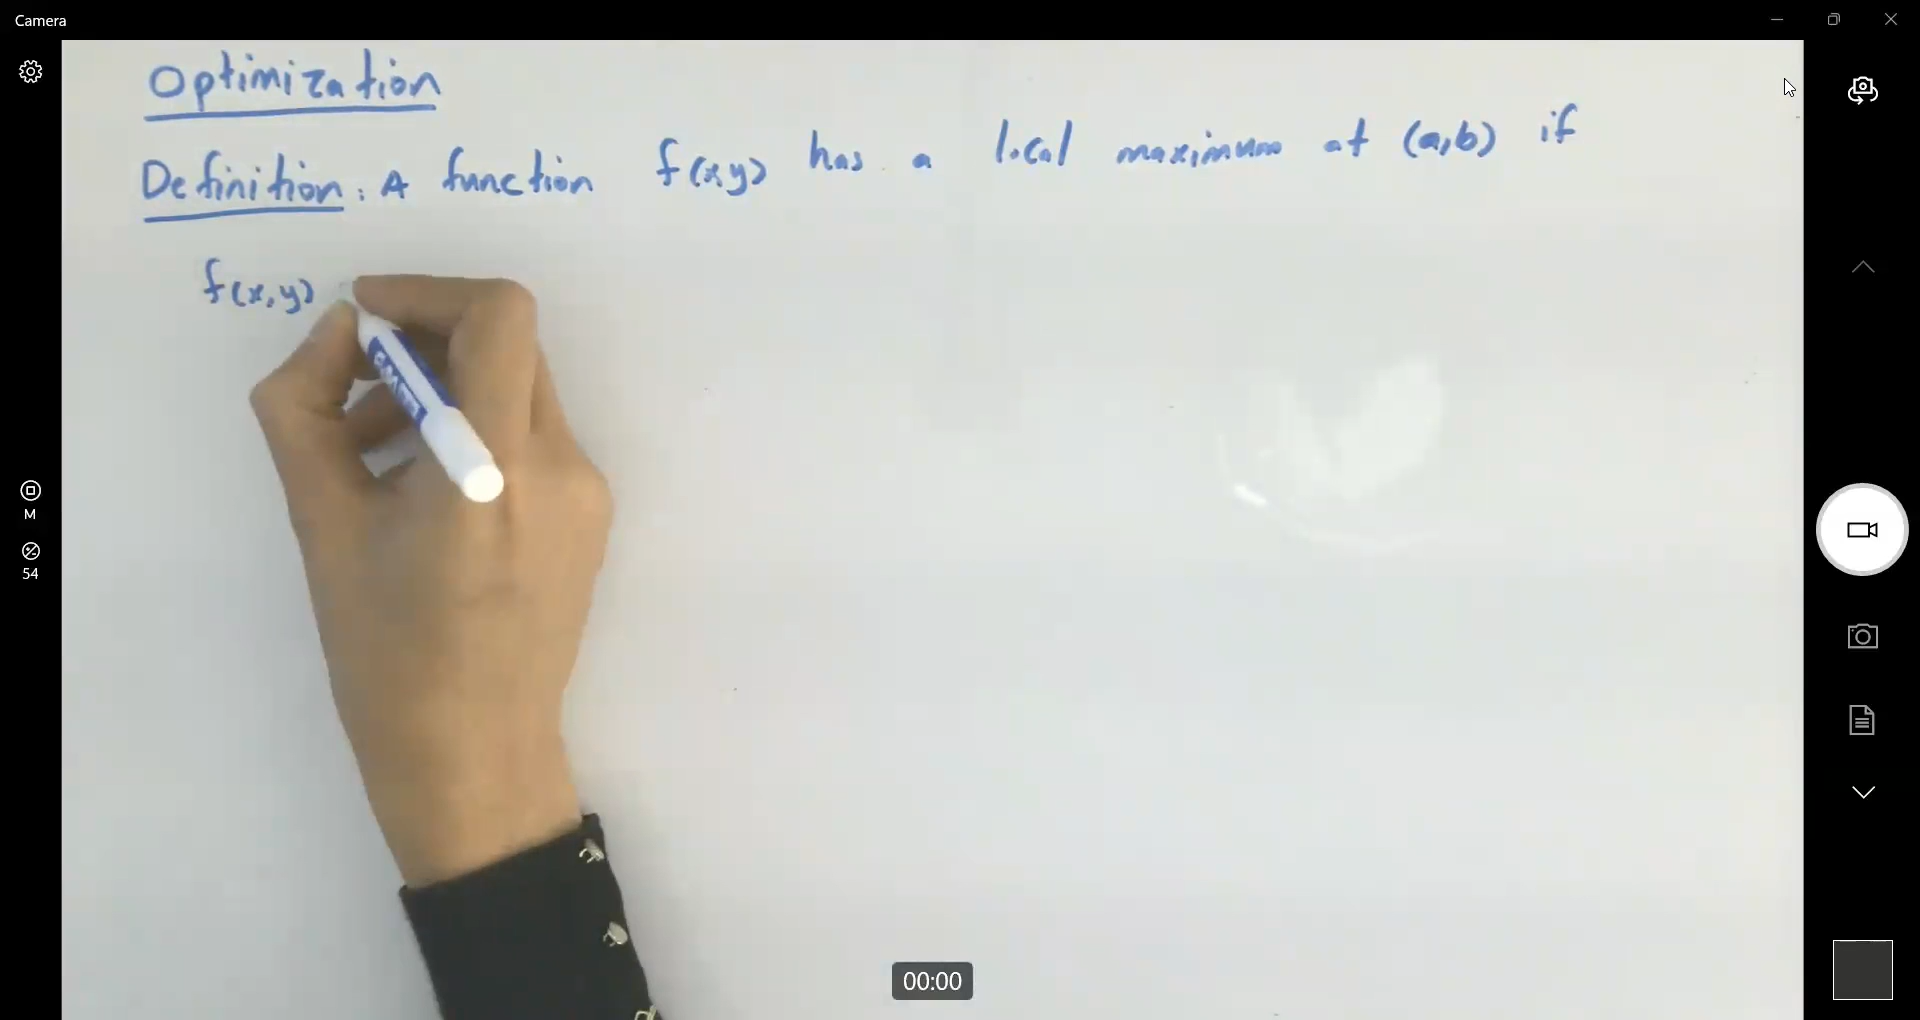 Camera
Optimization
Definition: A function f(x,y) has a local maximum at (a,b) if
f(x,y)
M
54
00:00